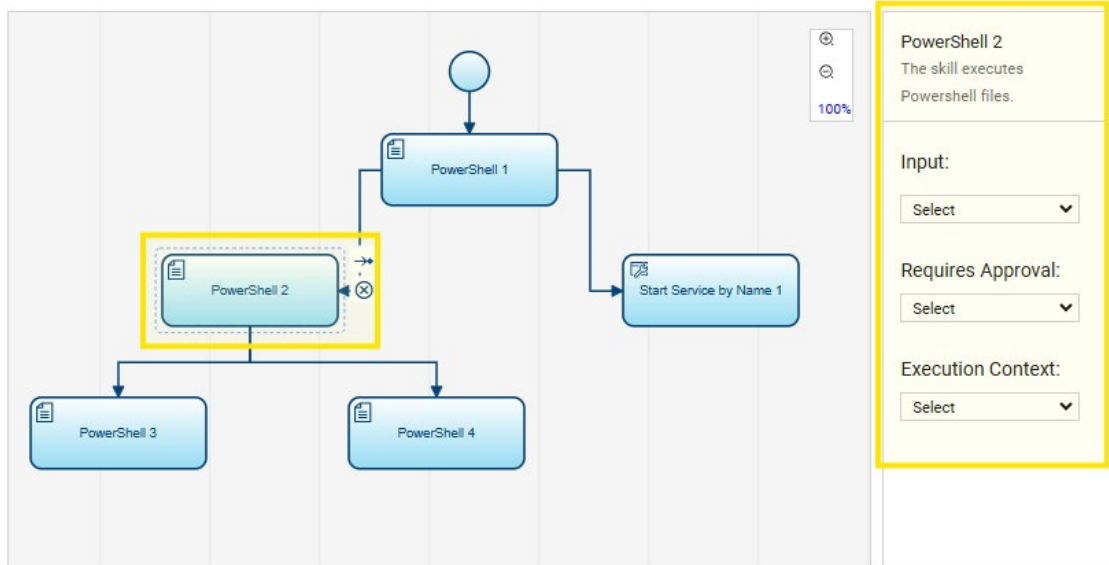 100%
PowerShell 1
PowerShell 2
Start Service by Name 1
PowerShell 3
PowerShell 4
PowerShell 2
The skill executes
Powershell files.
Input:
Select
Requires Approval:
Select
Execution Context:
Select